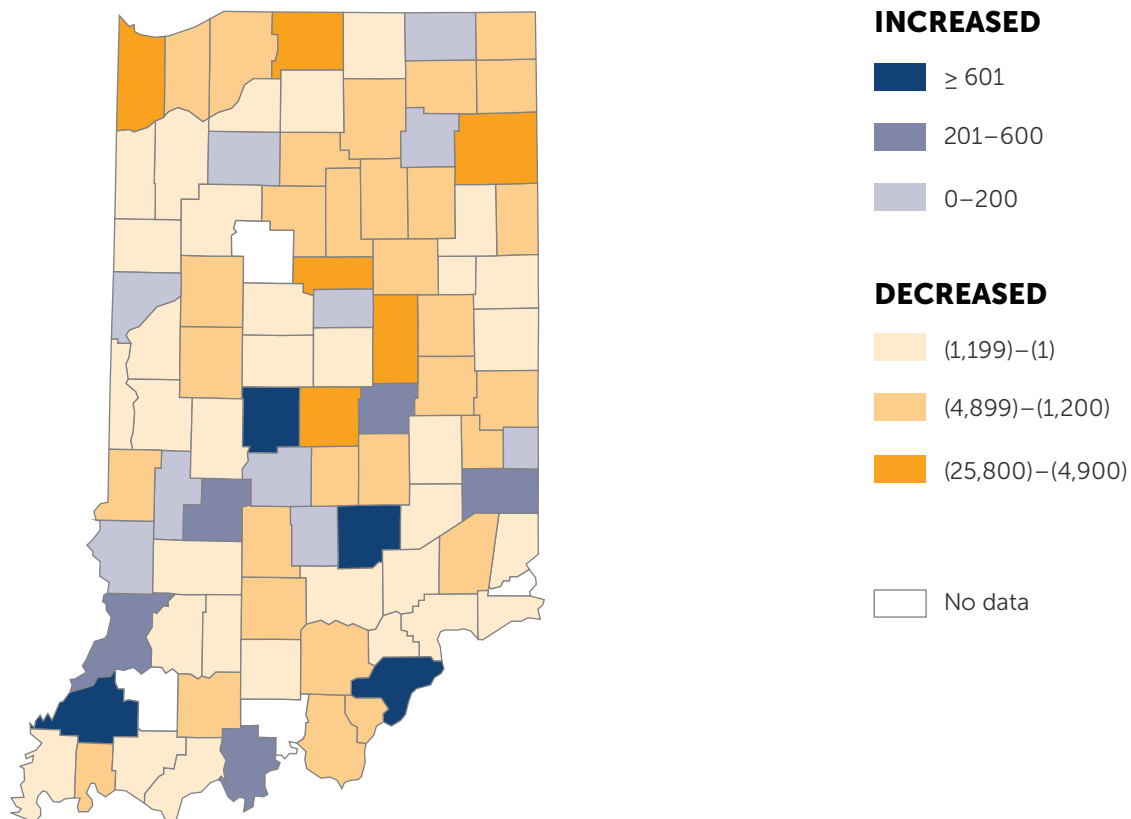 INCREASED
≥ 601
201–600
0–200
DECREASED
(1,199)–(1)
(4,899)–(1,200)
(25,800)–(4,900)
No data